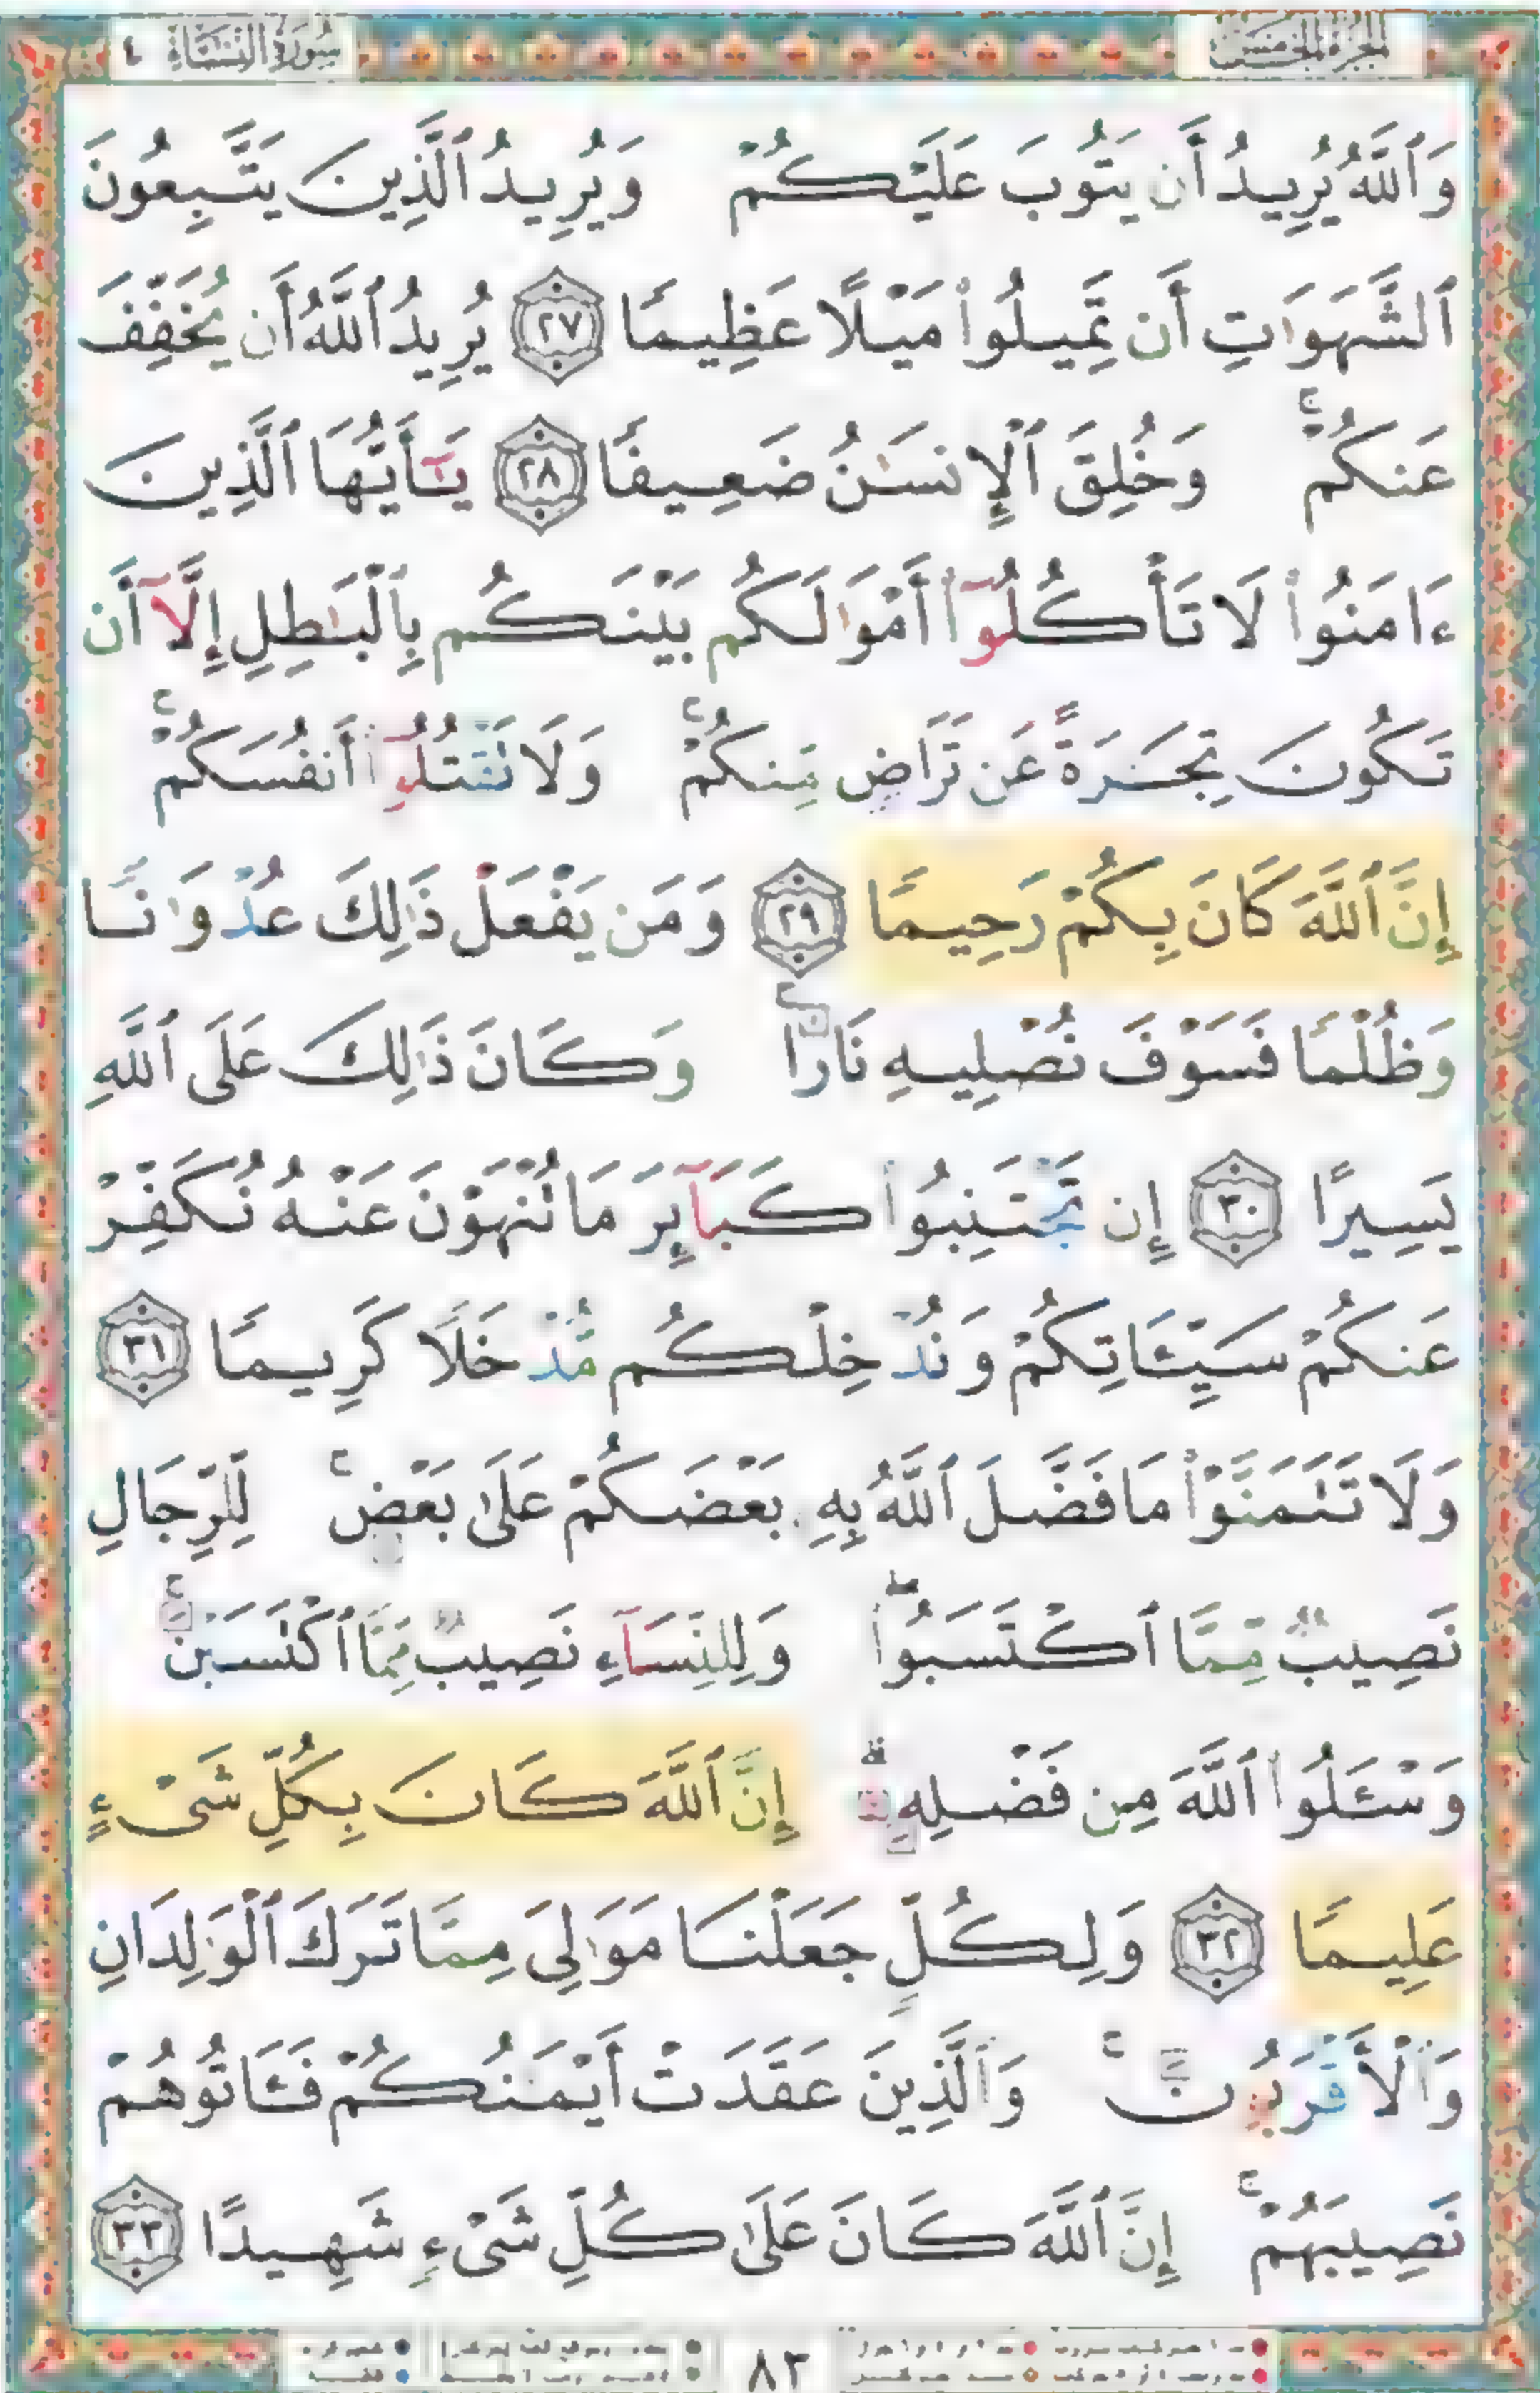 سُورَةُ النِّسَاءِ ٤
الجزء الخامس
وَٱللَّهُ يُرِيدُ أَن يَتُوبَ عَلَيْكُمْ وَيُرِيدُ ٱلَّذِينَ يَتَّبِعُونَ
ٱلشَّهَوَٰتِ أَن تَمِيلُوا۟ مَيْلًا عَظِيمًا ٢٧ يُرِيدُ ٱللَّهُ أَن يُخَفِّفَ
عَنكُمْ ۚ وَخُلِقَ ٱلْإِنسَٰنُ ضَعِيفًا ٢٨ يَٰٓأَيُّهَا ٱلَّذِينَ
ءَامَنُوا۟ لَا تَأْكُلُوٓا۟ أَمْوَٰلَكُم بَيْنَكُم بِٱلْبَٰطِلِ إِلَّآ أَن
تَكُونَ تِجَٰرَةً عَن تَرَاضٍ مِّنكُمْ ۚ وَلَا تَقْتُلُوٓا۟ أَنفُسَكُمْ ۚ
إِنَّ ٱللَّهَ كَانَ بِكُمْ رَحِيمًا ٢٩ وَمَن يَفْعَلْ ذَٰلِكَ عُدْوَٰنًا
وَظُلْمًا فَسَوْفَ نُصْلِيهِ نَارًا ۚ وَكَانَ ذَٰلِكَ عَلَى ٱللَّهِ
يَسِيرًا ٣٠ إِن تَجْتَنِبُوا۟ كَبَآئِرَ مَا تُنْهَوْنَ عَنْهُ نُكَفِّرْ
عَنكُمْ سَيِّـَٔاتِكُمْ وَنُدْخِلْكُم مُّدْخَلًا كَرِيمًا ٣١
وَلَا تَتَمَنَّوْا۟ مَا فَضَّلَ ٱللَّهُ بِهِۦ بَعْضَكُمْ عَلَىٰ بَعْضٍ ۚ لِّلرِّجَالِ
نَصِيبٌ مِّمَّا ٱكْتَسَبُوا۟ ۖ وَلِلنِّسَآءِ نَصِيبٌ مِّمَّا ٱكْتَسَبْنَ ۚ
وَسْـَٔلُوا۟ ٱللَّهَ مِن فَضْلِهِۦٓ ۗ إِنَّ ٱللَّهَ كَانَ بِكُلِّ شَىْءٍ
عَلِيمًا ٣٢ وَلِكُلٍّ جَعَلْنَا مَوَٰلِىَ مِمَّا تَرَكَ ٱلْوَٰلِدَانِ
وَٱلْأَقْرَبُونَ ۚ وَٱلَّذِينَ عَقَدَتْ أَيْمَٰنُكُمْ فَـَٔاتُوهُمْ
نَصِيبَهُمْ ۚ إِنَّ ٱللَّهَ كَانَ عَلَىٰ كُلِّ شَىْءٍ شَهِيدًا ٣٣
٨٣